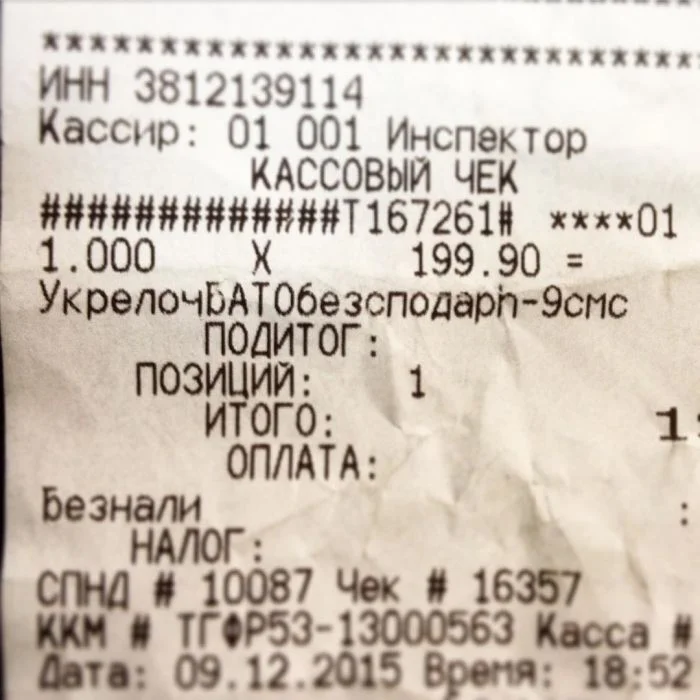 ******************************
ИНН 3812139114
Кассир: 01 001 Инспектор
КАССОВЫЙ ЧЕК
#############Т167261# ****01
1.000 X 199.90 =
УкрелочБАТОбезсподарh-9смс
ПОДИТОГ:
ПОЗИЦИЙ: 1
ИТОГО:
ОПЛАТА:
Безнали :
НАЛОГ:
СПНД # 10087 Чек # 16357
ККМ # ТГФР53-13000563 Касса #
Дата: 09.12.2015 Время: 18:52